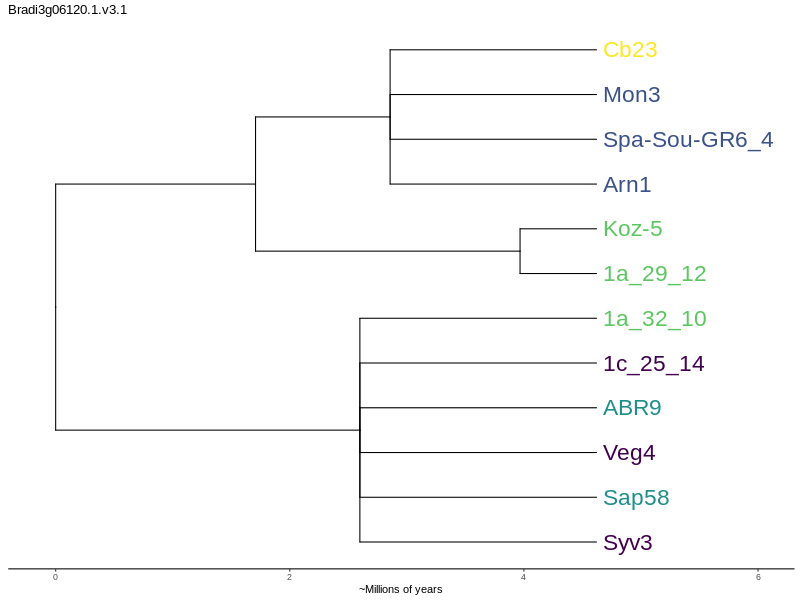 Bradi3g06120.1.v3.1
Cb23
Mon3
Spa-Sou-GR6_4
Arn1
Koz-5
1a_29_12
1a_32_10
1c_25_14
ABR9
Veg4
Sap58
Syv3
0 2 4 6
~Millions of years